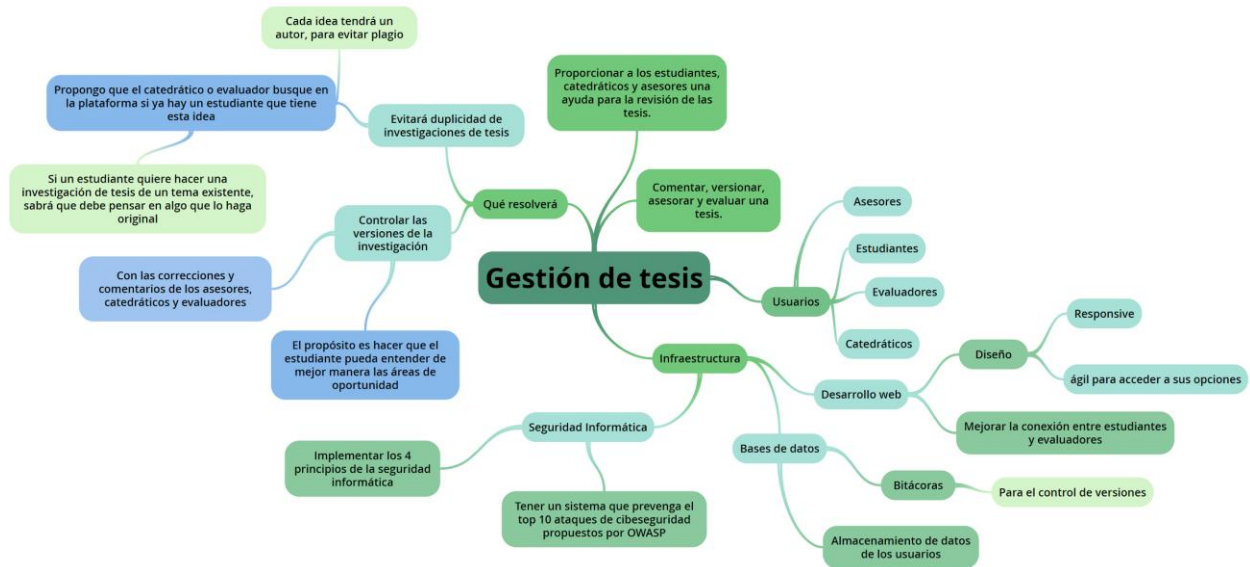 Cada idea tendrá un
autor, para evitar plagio
Propongo que el catedrático o evaluador busque en
la plataforma si ya hay un estudiante que tiene
esta idea
Si un estudiante quiere hacer una
investigación de tesis de un tema existente,
sabrá que debe pensar en algo que lo haga
original
Evitará duplicidad de
investigaciones de tesis
Qué resolverá
Controlar las
versiones de la
investigación
Con las correcciones y
comentarios de los asesores,
catedráticos y evaluadores
El propósito es hacer que el
estudiante pueda entender de
mejor manera las áreas de
oportunidad
Proporcionar a los estudiantes,
catedráticos y asesores una
ayuda para la revisión de las
tesis.
Comentar, versionar,
asesorar y evaluar una
tesis.
Gestión de tesis
Usuarios
Asesores
Estudiantes
Evaluadores
Catedráticos
Infraestructura
Desarrollo web
Diseño
Responsive
ágil para acceder a sus opciones
Mejorar la conexión entre estudiantes
y evaluadores
Bases de datos
Bitácoras
Para el control de versiones
Almacenamiento de datos
de los usuarios
Seguridad Informática
Implementar los 4
principios de la seguridad
informática
Tener un sistema que prevenga el
top 10 ataques de cibeseguridad
propuestos por OWASP